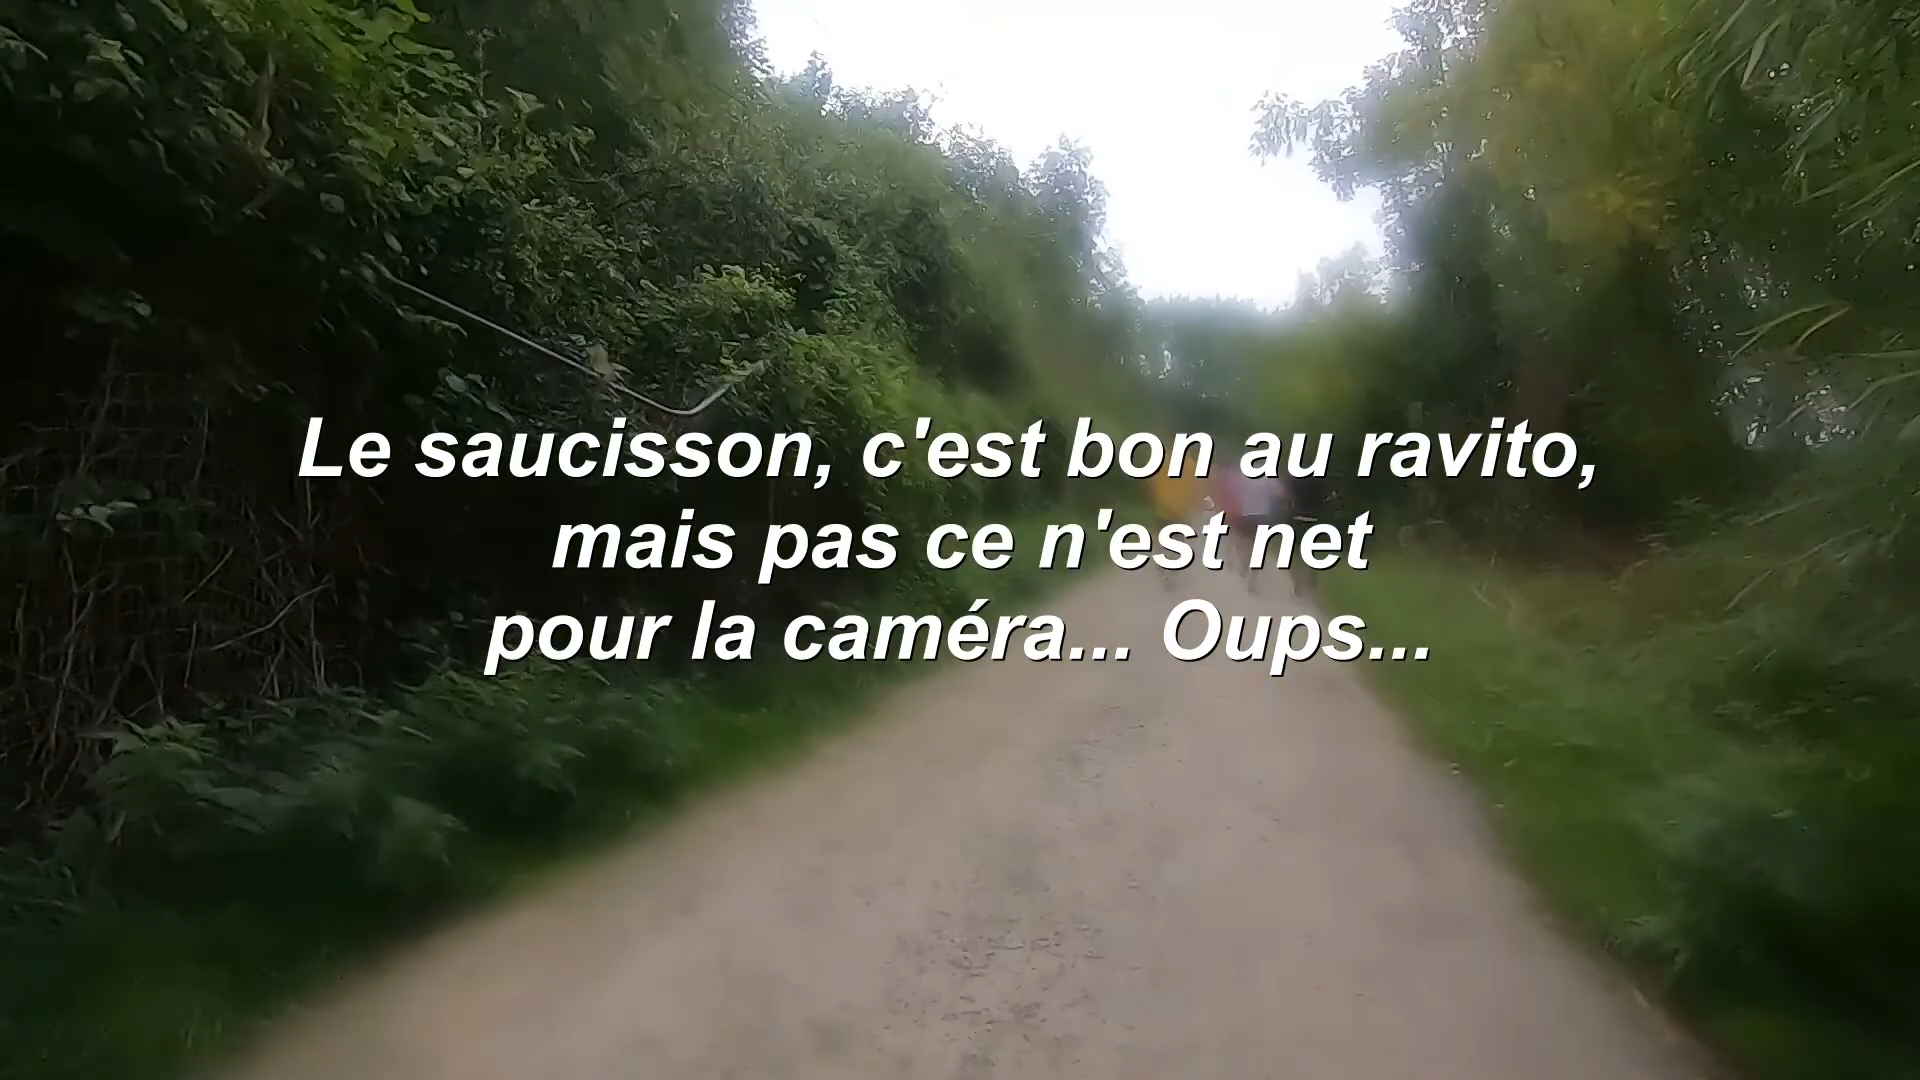 Le saucisson, c'est bon au ravito,
mais pas ce n'est net
pour la caméra... Oups...